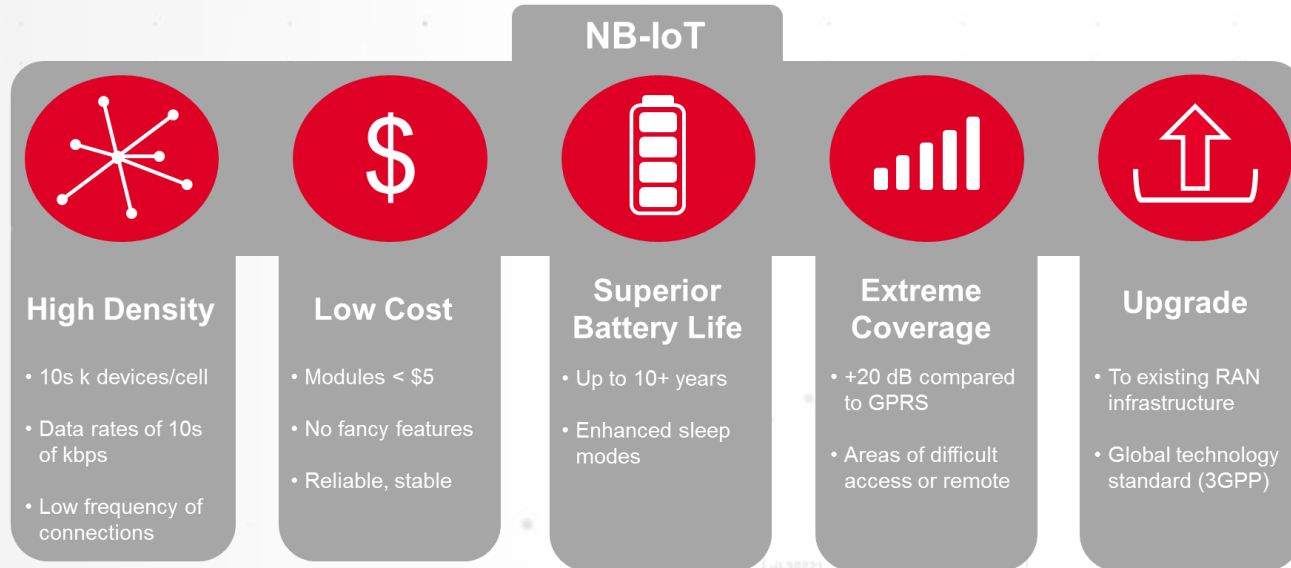 NB-IoT
$
High Density
• 10s k devices/cell
• Data rates of 10s
of kbps
• Low frequency of
connections
Low Cost
• Modules < $5
• No fancy features
• Reliable, stable
Superior
Battery Life
• Up to 10+ years
• Enhanced sleep
modes
Extreme
Coverage
• +20 dB compared
to GPRS
• Areas of difficult
access or remote
Upgrade
• To existing RAN
infrastructure
• Global technology
standard (3GPP)